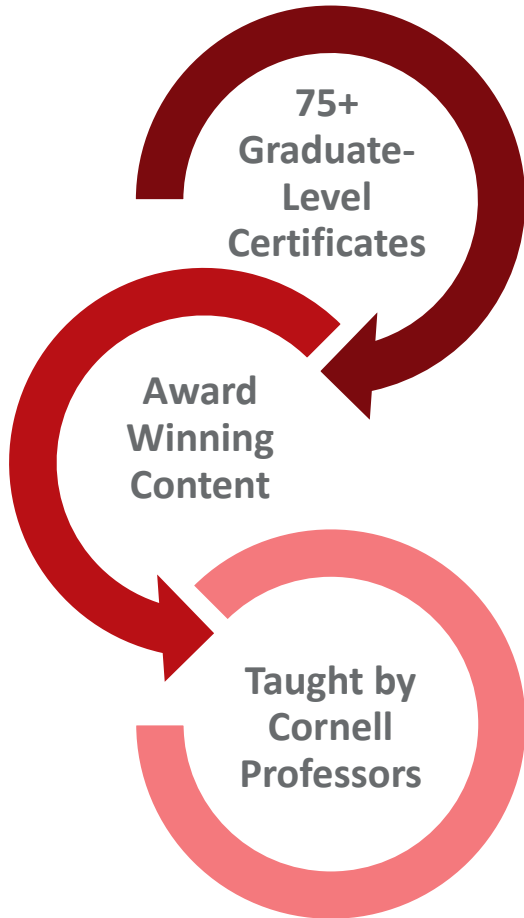 75+
Graduate-
Level
Certificates
Award
Winning
Content
Taught by
Cornell
Professors